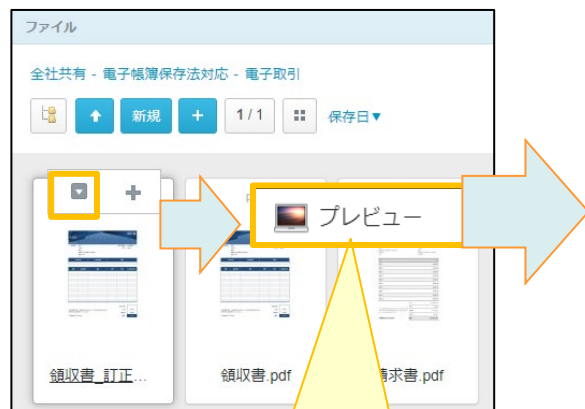 ファイル
全社共有 - 電子帳簿保存法対応 - 電子取引
新規
1 / 1
保存日▼
プレビュー
領収書_訂正...
領収書.pdf
求書.pdf